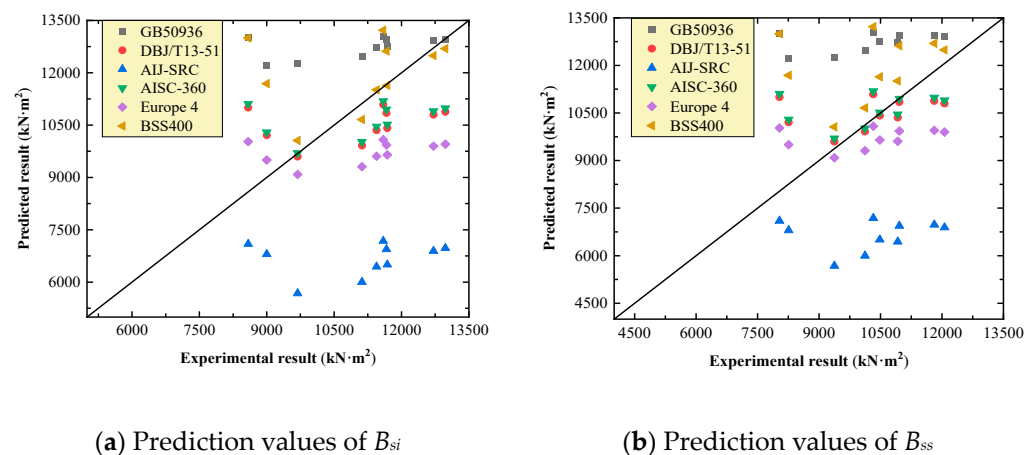 GB50936
DBJ/T13-51
AIJ-SRC
AISC-360
Europe 4
BSS400
Predicted result (kN·m²)
13500
12000
10500
9000
7500
6000
6000 7500 9000 10500 12000 13500
Experimental result (kN·m²)
(a) Prediction values of Bsi
GB50936
DBJ/T13-51
AIJ-SRC
AISC-360
Europe 4
BSS400
Predicted result (kN·m²)
13500
12000
10500
9000
7500
6000
4500
4500 6000 7500 9000 10500 12000 13500
Experimental result (kN·m²)
(b) Prediction values of Bss